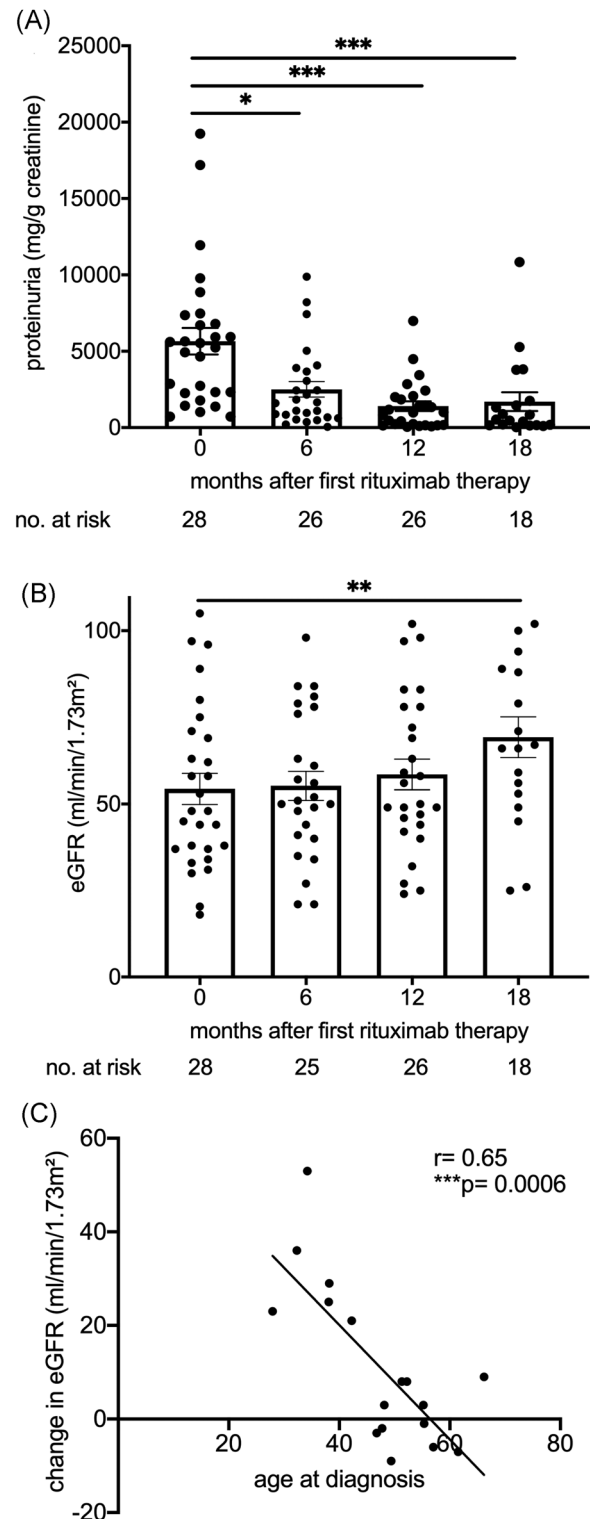 (A)
25000
20000
15000
10000
5000
0
proteinuria (mg/g creatinine)
***
***
*
0 6 12 18
months after first rituximab therapy
no. at risk 28 26 26 18
(B)
100
50
0
eGFR (ml/min/1.73m²)
**
0 6 12 18
months after first rituximab therapy
no. at risk 28 25 26 18
(C)
60
40
20
0
-20
change in eGFR (ml/min/1.73m²)
r= 0.65
***p= 0.0006
20 40 60 80
age at diagnosis